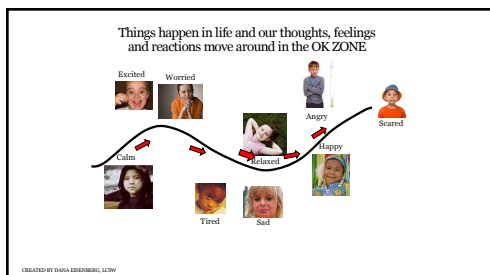 Things happen in life and our thoughts, feelings
and reactions move around in the OK ZONE
Excited
Worried
Angry
Scared
Calm
Relaxed
Happy
Tired
Sad
CREATED BY DANA EISENBERG, LCSW